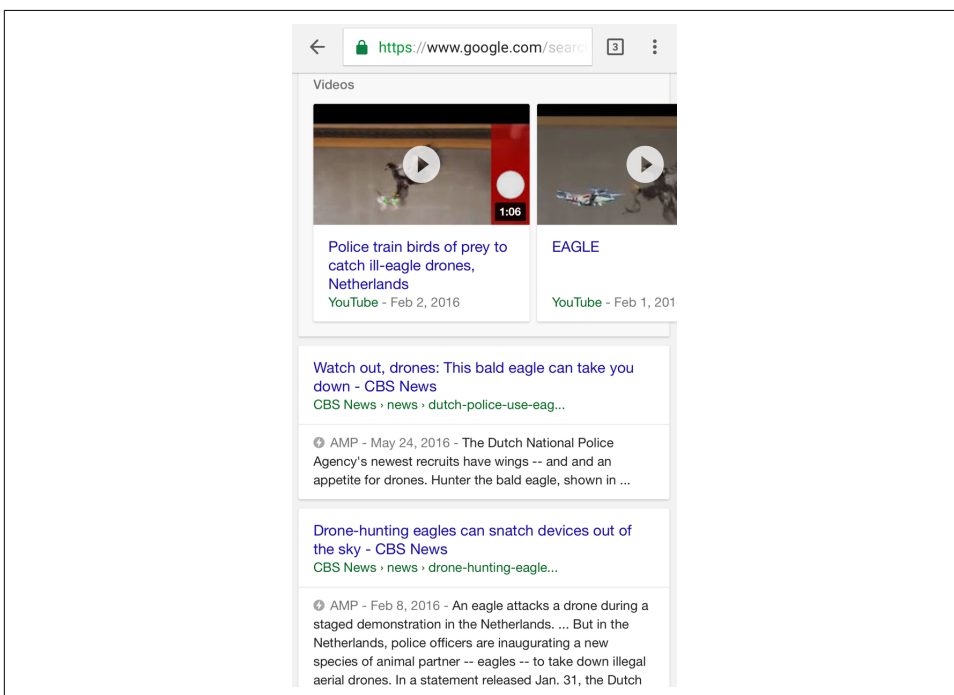 https://www.google.com/searc
3
Videos
1:06
Police train birds of prey to
catch ill-eagle drones,
Netherlands
YouTube - Feb 2, 2016
EAGLE
YouTube - Feb 1, 201
Watch out, drones: This bald eagle can take you
down - CBS News
CBS News › news › dutch-police-use-eag...
AMP - May 24, 2016 - The Dutch National Police
Agency's newest recruits have wings -- and and an
appetite for drones. Hunter the bald eagle, shown in ...
Drone-hunting eagles can snatch devices out of
the sky - CBS News
CBS News › news › drone-hunting-eagle...
AMP - Feb 8, 2016 - An eagle attacks a drone during a
staged demonstration in the Netherlands. ... But in the
Netherlands, police officers are inaugurating a new
species of animal partner -- eagles -- to take down illegal
aerial drones. In a statement released Jan. 31, the Dutch